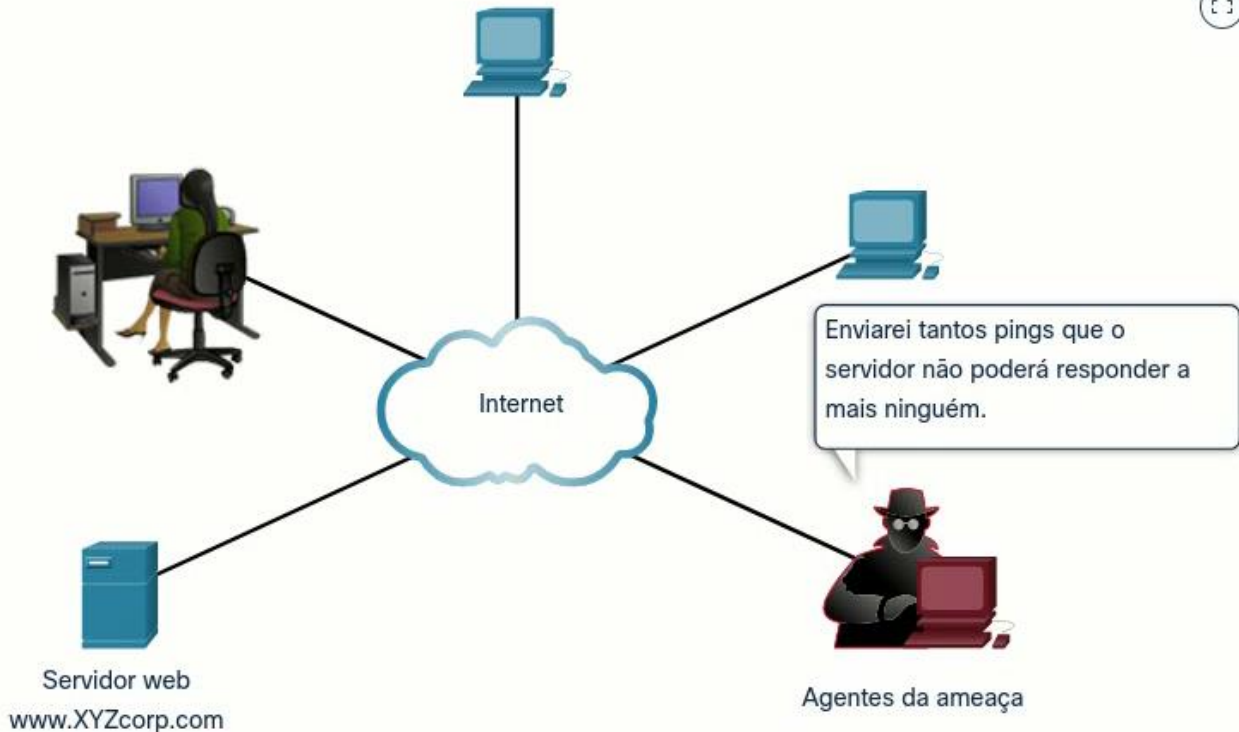 Enviarei tantos pings que o
servidor não poderá responder a
mais ninguém.
Internet
Servidor web
www.XYZcorp.com
Agentes da ameaça